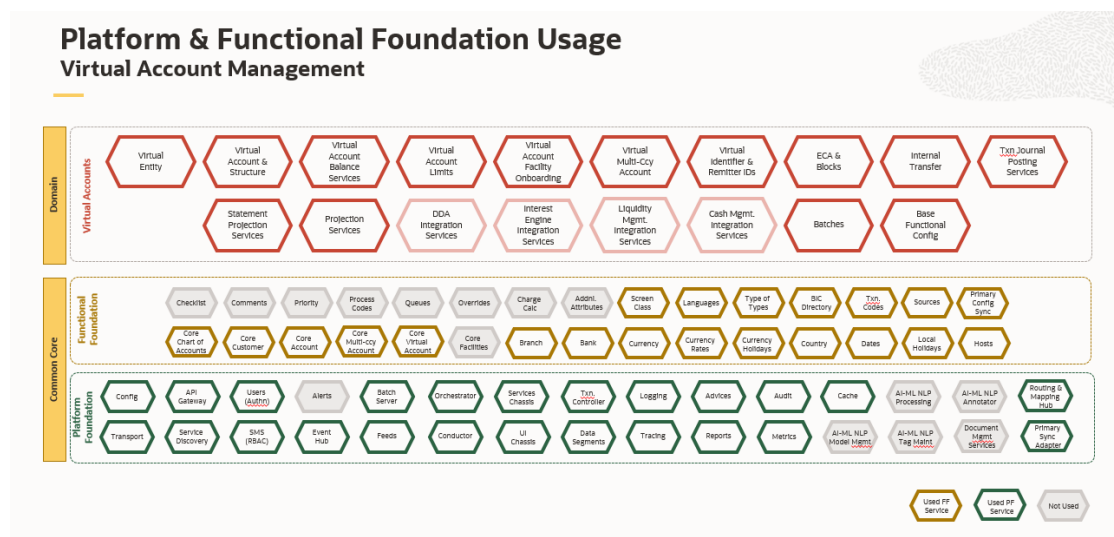 Platform & Functional Foundation Usage
Virtual Account Management
Domain
Virtual Accounts
Virtual
Entity
Virtual
Account &
Structure
Virtual
Account
Balance
Services
Virtual
Account
Limits
Virtual
Account
Facility
Onboarding
Virtual
Multi-Ccy
Account
Virtual
Identifier &
Remitter IDs
ECA &
Blocks
Internal
Transfer
Txn Journal
Posting
Services
Statement
Projection
Services
Projection
Services
DDA
Integration
Services
Interest
Engine
Integration
Services
Liquidity
Mgmt.
Integration
Services
Cash Mgmt.
Integration
Services
Batches
Base
Functional
Config
Common Core
Functional
Foundation
Checklist
Comments
Priority
Process
Codes
Queues
Overrides
Charge
Calc
Addnl.
Attributes
Screen
Class
Languages
Type of
Types
BIC
Directory
Txn.
Codes
Sources
Primary
Config
Sync
Core
Chart of
Accounts
Core
Customer
Core
Account
Core
Multi-ccy
Account
Core
Virtual
Account
Core
Facilities
Branch
Bank
Currency
Currency
Rates
Currency
Holidays
Country
Dates
Local
Holidays
Hosts
Platform
Foundation
Config
API
Gateway
Users
(Authn)
Alerts
Batch
Server
Orchestrator
Services
Chassis
Txn.
Controller
Logging
Advices
Audit
Cache
AI-ML NLP
Processing
AI-ML NLP
Annotator
Routing &
Mapping
Hub
Transport
Service
Discovery
SMS
(RBAC)
Event
Hub
Feeds
Conductor
UI
Chassis
Data
Segments
Tracing
Reports
Metrics
AI-ML NLP
Model Mgmt
AI-ML NLP
Tag Maint
Document
Mgmt
Services
Primary
Sync
Adapter
Used FF
Service
Used PF
Service
Not Used